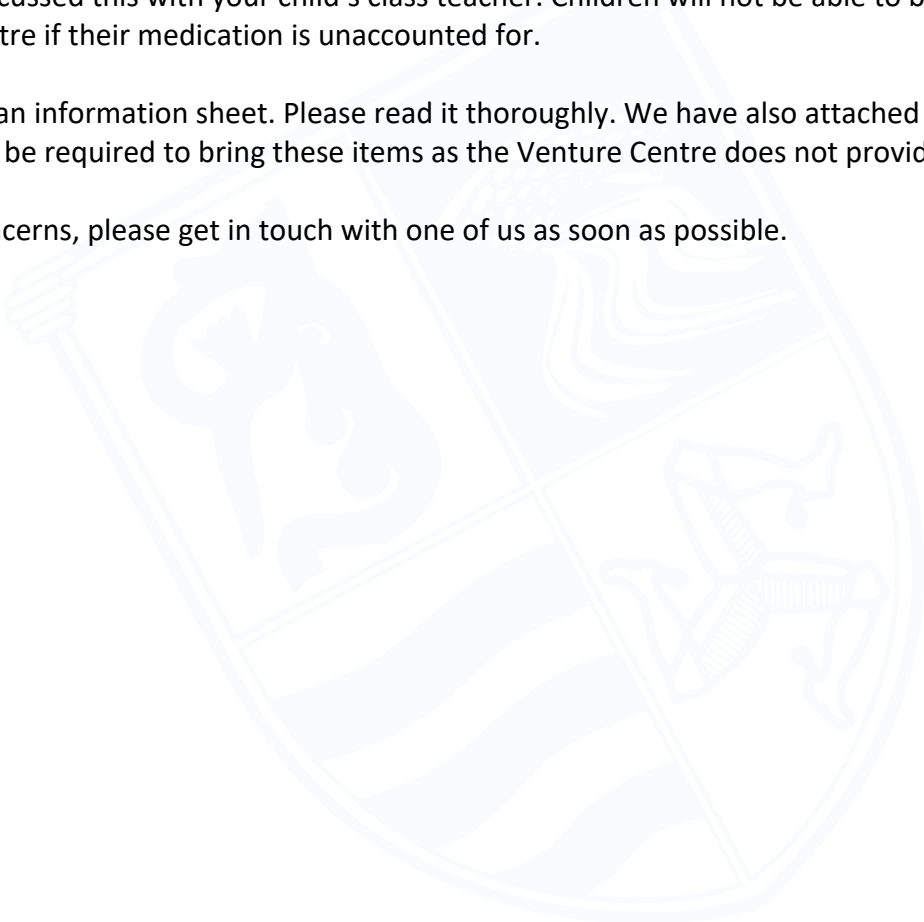 cussed this with your child's class teacher. Children will not be able to b
tre if their medication is unaccounted for.
an information sheet. Please read it thoroughly. We have also attached
be required to bring these items as the Venture Centre does not provid
cerns, please get in touch with one of us as soon as possible.